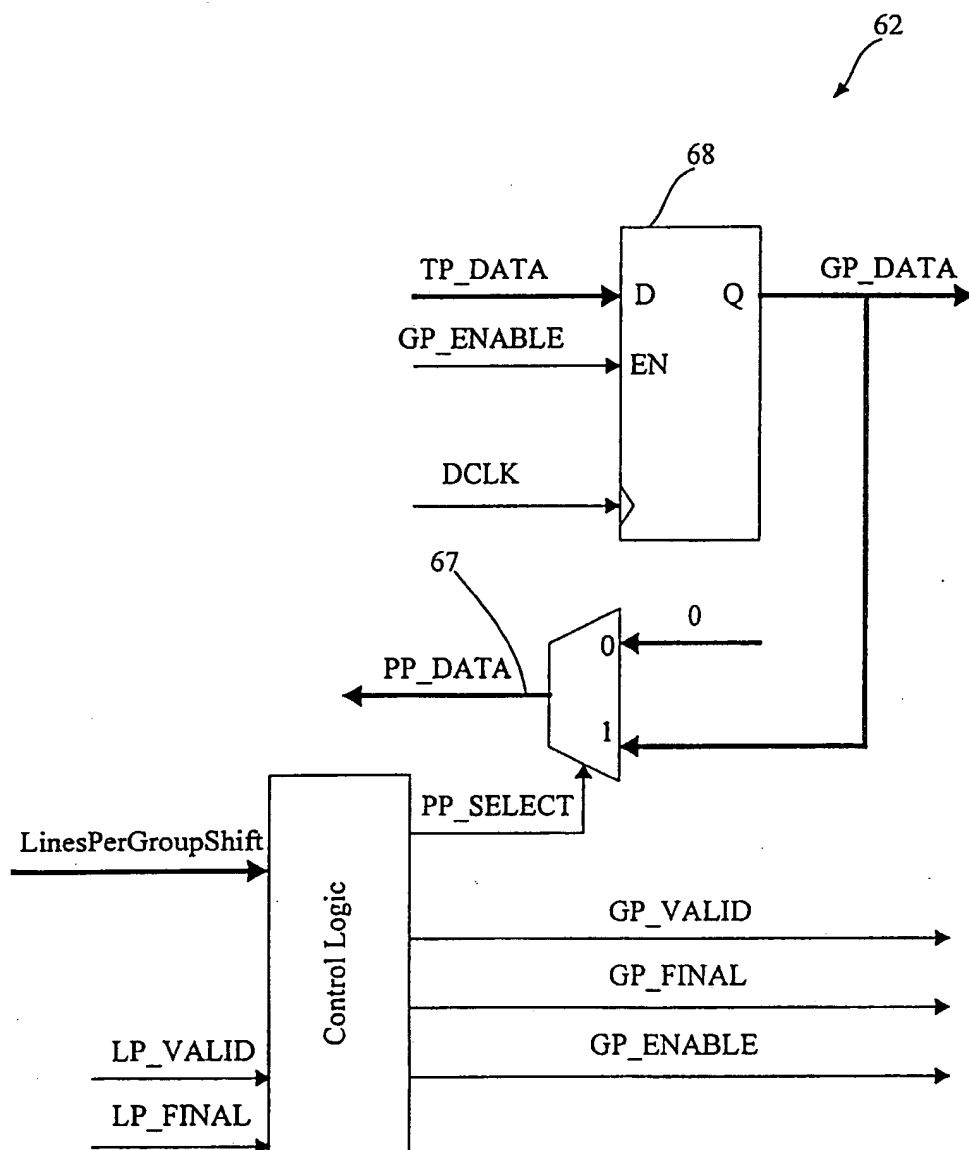 62
68
TP_DATA
D
Q
GP_DATA
GP_ENABLE
EN
DCLK
67
0
0
PP_DATA
1
PP_SELECT
LinesPerGroupShift
Control Logic
GP_VALID
GP_FINAL
LP_VALID
GP_ENABLE
LP_FINAL